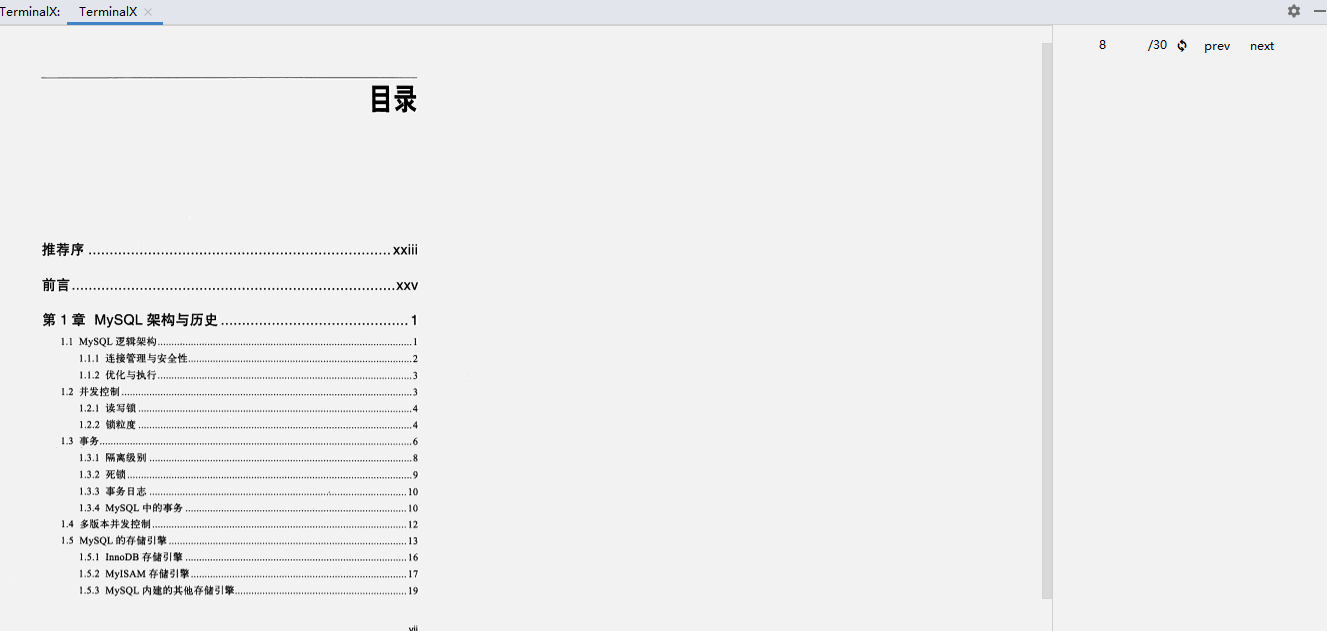 TerminalX: TerminalX
8 /30 prev next
目录
推荐序 xxiii
前言 xxv
第 1 章 MySQL 架构与历史 1
1.1 MySQL 逻辑架构 1
1.1.1 连接管理与安全性 2
1.1.2 优化与执行 3
1.2 并发控制 3
1.2.1 读写锁 4
1.2.2 锁粒度 4
1.3 事务 6
1.3.1 隔离级别 8
1.3.2 死锁 9
1.3.3 事务日志 10
1.3.4 MySQL 中的事务 10
1.4 多版本并发控制 12
1.5 MySQL 的存储引擎 13
1.5.1 InnoDB 存储引擎 16
1.5.2 MyISAM 存储引擎 17
1.5.3 MySQL 内建的其他存储引擎 19
vii